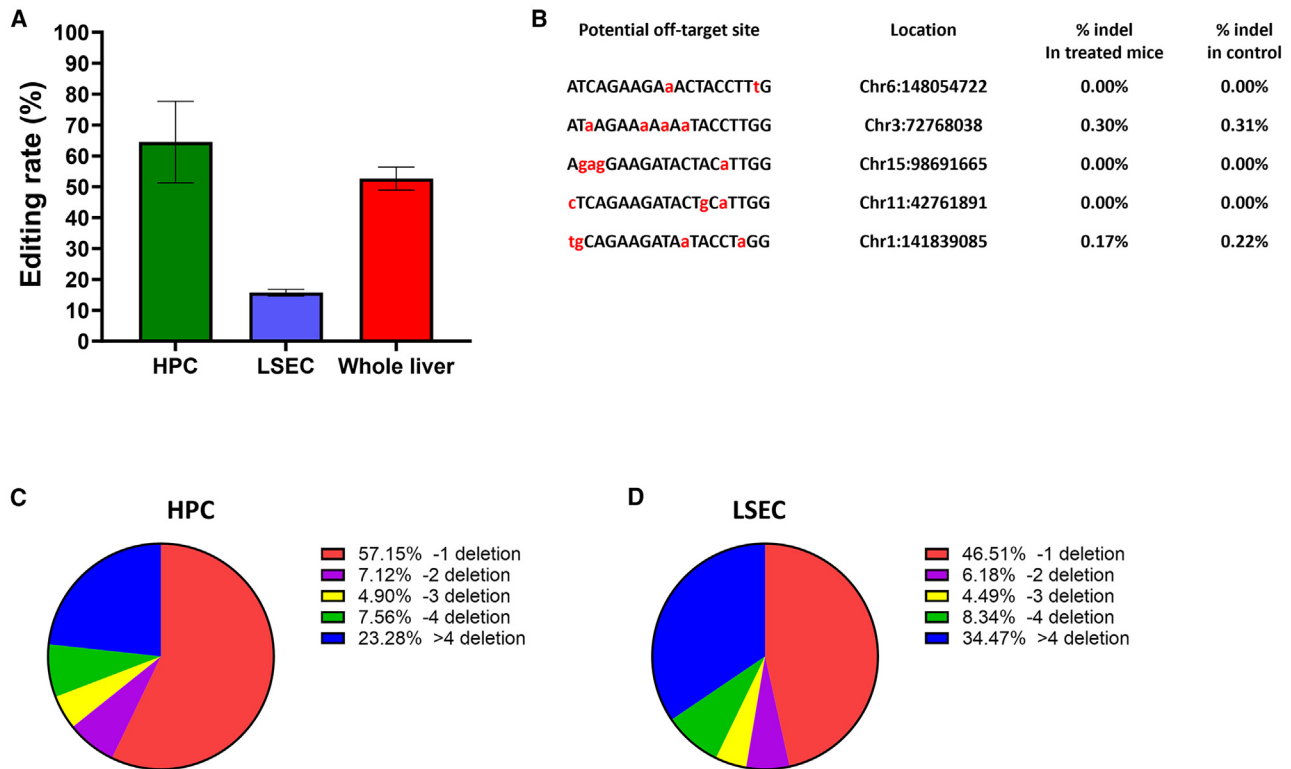 A
Editing rate (%)
100
90
80
70
60
50
40
30
20
10
0
HPC LSEC Whole liver
B
Potential off-target site Location % indel In treated mice % indel in control
ATCAGAAGAaACTACCTTtG Chr6:148054722 0.00% 0.00%
ATaAGAAaAaAaTACCTTGG Chr3:72768038 0.30% 0.31%
AgagGAAGATACTACaTTGG Chr15:98691665 0.00% 0.00%
cTCAGAAGATACTgCaTTGG Chr11:42761891 0.00% 0.00%
tgCAGAAGATAaTACCTaGG Chr1:141839085 0.17% 0.22%
C
HPC
57.15% -1 deletion
7.12% -2 deletion
4.90% -3 deletion
7.56% -4 deletion
23.28% >4 deletion
D
LSEC
46.51% -1 deletion
6.18% -2 deletion
4.49% -3 deletion
8.34% -4 deletion
34.47% >4 deletion